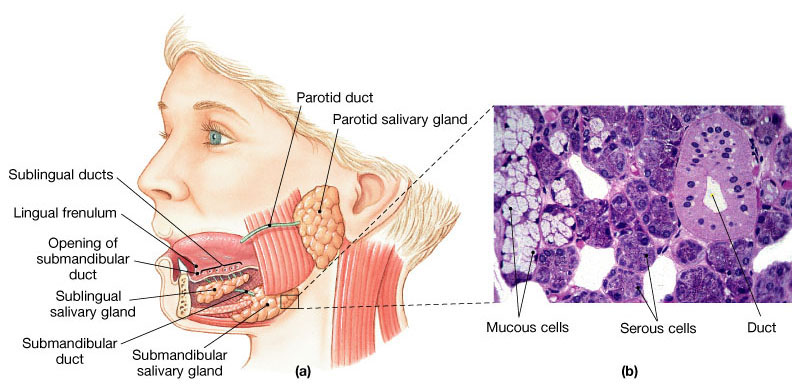 Parotid duct
Parotid salivary gland
Sublingual ducts
Lingual frenulum
Opening of
submandibular
duct
Sublingual
salivary gland
Submandibular
duct
Submandibular
salivary gland
(a)
Mucous cells
Serous cells
Duct
(b)